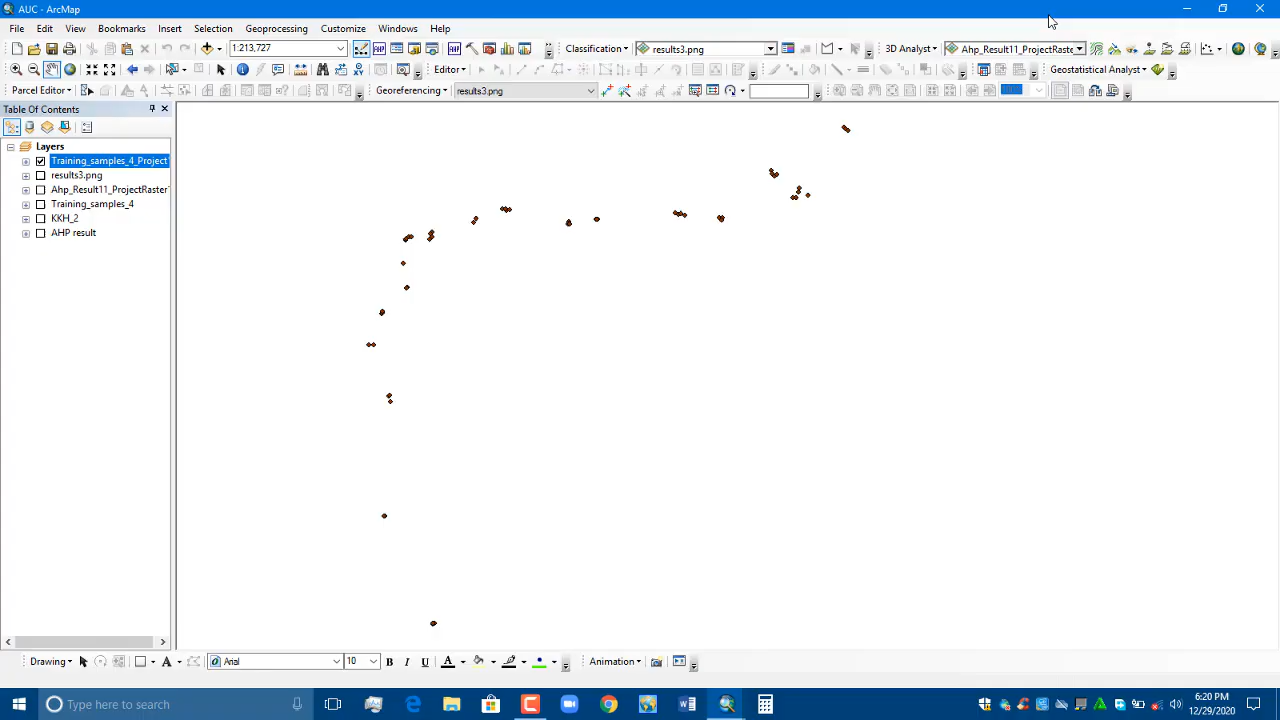 AUC - ArcMap
File Edit View Bookmarks Insert Selection Geoprocessing Customize Windows Help
1:213,727 Classification results3.png 3D Analyst Ahp_Result11_ProjectRaste
Editor Geostatistical Analyst
Parcel Editor Georeferencing results3.png
Table Of Contents
Layers
Training_samples_4_Project
results3.png
Ahp_Result11_ProjectRaster
Training_samples_4
KKH_2
AHP result
Drawing A Arial 10 B I U A Animation
Type here to search
6:20 PM
12/29/2020